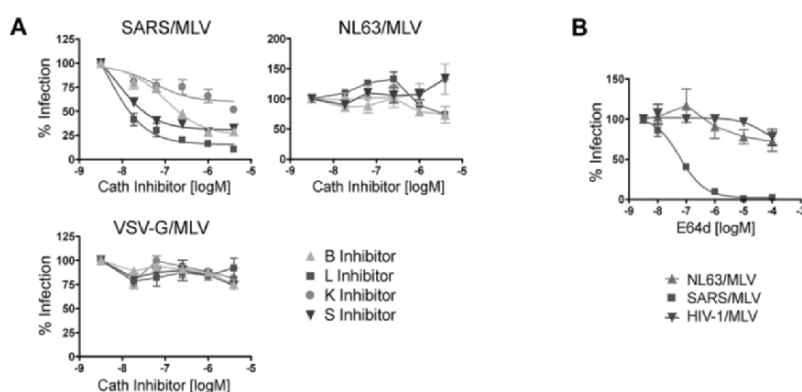 A
SARS/MLV
% Infection
125
100
75
50
25
0
-9 -8 -7 -6 -5
Cath Inhibitor [logM]
NL63/MLV
200
150
100
50
0
-9 -8 -7 -6 -5
Cath Inhibitor [logM]
VSV-G/MLV
% Infection
125
100
75
50
25
0
-9 -8 -7 -6 -5
Cath Inhibitor [logM]
B Inhibitor
L Inhibitor
K Inhibitor
S Inhibitor
B
% Infection
150
100
50
0
-9 -8 -7 -6 -5 -4 -3
E64d [logM]
NL63/MLV
SARS/MLV
HIV-1/MLV